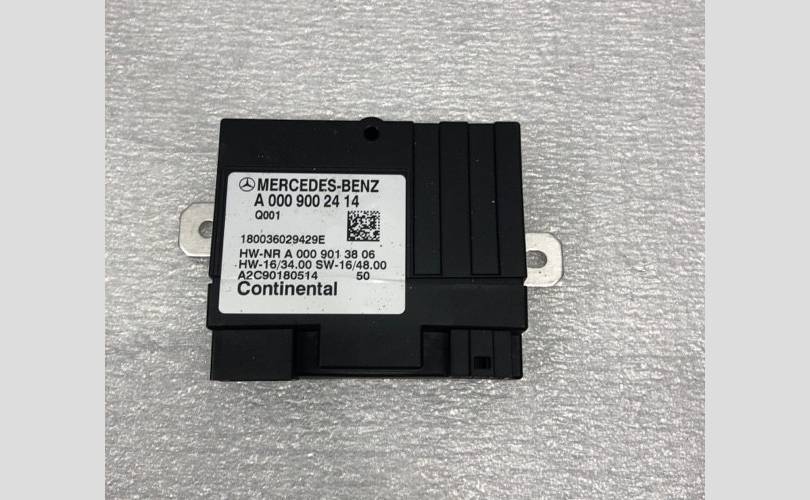 MERCEDES-BENZ
A 000 900 24 14
Q001
180036029429E
HW-NR A 000 901 38 06
HW-16/34.00 SW-16/48.00
A2C90180514 50
Continental